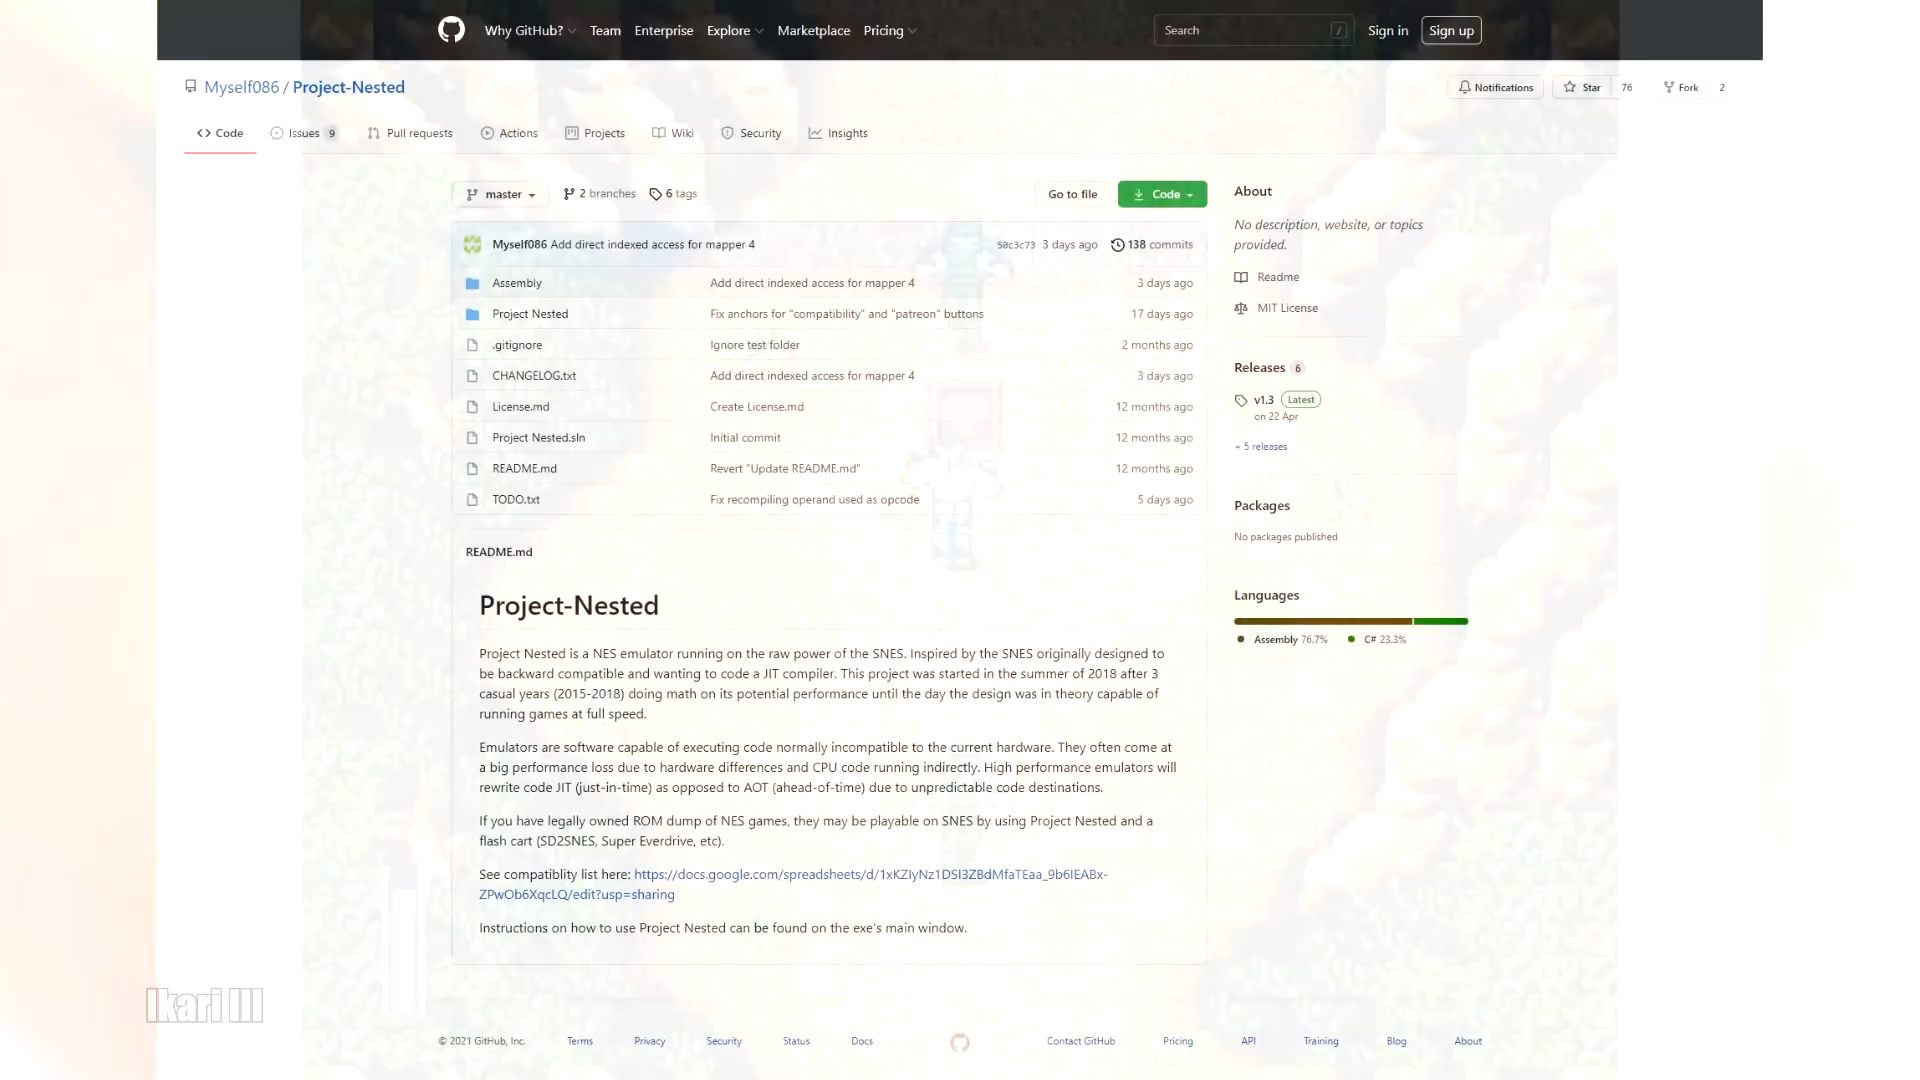 Why GitHub? Team Enterprise Explore Marketplace Pricing Search / Sign in Sign up
Myself086 / Project-Nested Notifications Star 76 Fork 2
Code Issues 9 Pull requests Actions Projects Wiki Security Insights
master 2 branches 6 tags Go to file Code
Myself086 Add direct indexed access for mapper 4 50c3c73 3 days ago 138 commits
Assembly Add direct indexed access for mapper 4 3 days ago
Project Nested Fix anchors for "compatibility" and "patreon" buttons 17 days ago
.gitignore Ignore test folder 2 months ago
CHANGELOG.txt Add direct indexed access for mapper 4 3 days ago
License.md Create License.md 12 months ago
Project Nested.sln Initial commit 12 months ago
README.md Revert "Update README.md" 12 months ago
TODO.txt Fix recompiling operand used as opcode 5 days ago
README.md
Project-Nested
Project Nested is a NES emulator running on the raw power of the SNES. Inspired by the SNES originally designed to
be backward compatible and wanting to code a JIT compiler. This project was started in the summer of 2018 after 3
casual years (2015-2018) doing math on its potential performance until the day the design was in theory capable of
running games at full speed.
Emulators are software capable of executing code normally incompatible to the current hardware. They often come at
a big performance loss due to hardware differences and CPU code running indirectly. High performance emulators will
rewrite code JIT (just-in-time) as opposed to AOT (ahead-of-time) due to unpredictable code destinations.
If you have legally owned ROM dump of NES games, they may be playable on SNES by using Project Nested and a
flash cart (SD2SNES, Super Everdrive, etc).
See compatiblity list here: https://docs.google.com/spreadsheets/d/1xKZIyNz1DSI3ZBdMfaTEaa_9b6IEABx-
ZPwOb6XqcLQ/edit?usp=sharing
Instructions on how to use Project Nested can be found on the exe's main window.
About
No description, website, or topics
provided.
Readme
MIT License
Releases 6
v1.3 Latest
on 22 Apr
+ 5 releases
Packages
No packages published
Languages
Assembly 76.7% C# 23.3%
Ikari III
© 2021 GitHub, Inc. Terms Privacy Security Status Docs Contact GitHub Pricing API Training Blog About